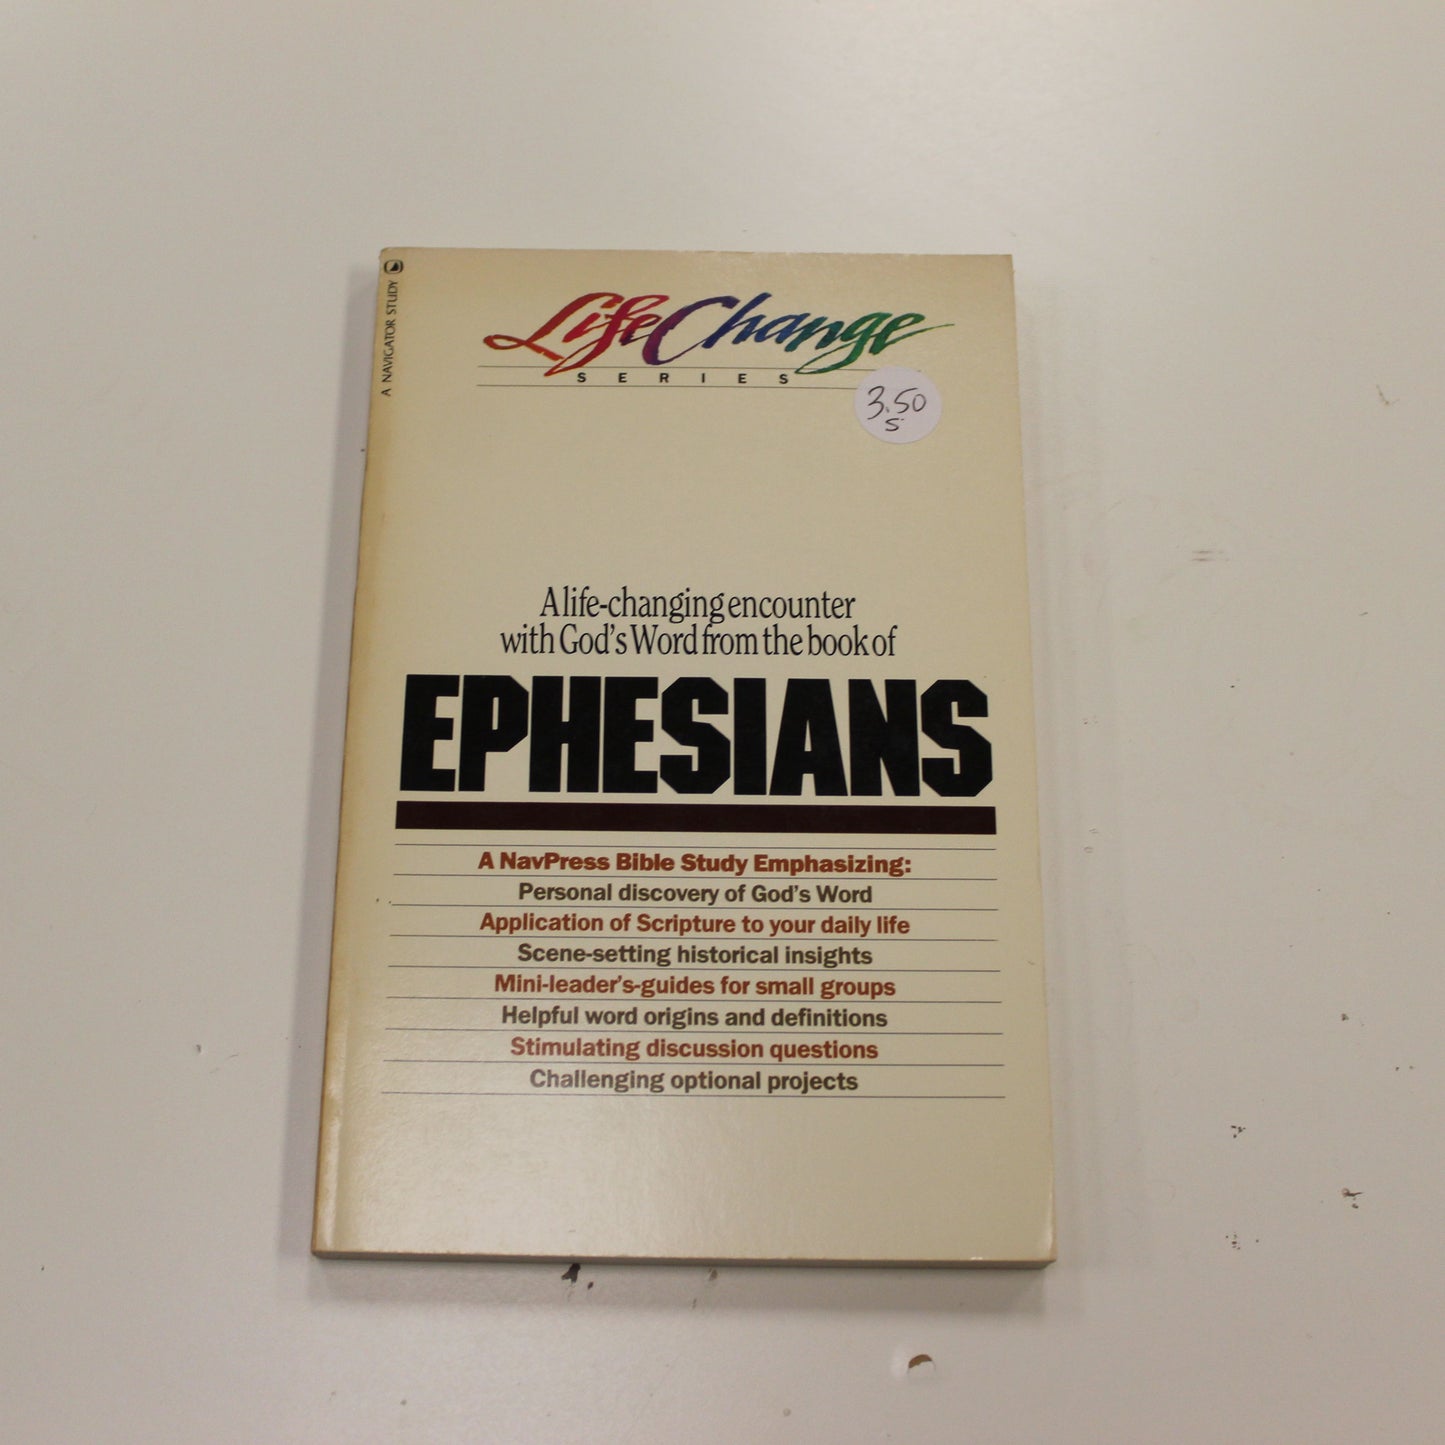 A NAVIGATOR STUDY
LifeChange
SERIES
3.50
S
A life-changing encounter
with God's Word from the book of
EPHESIANS
A NavPress Bible Study Emphasizing:
Personal discovery of God's Word
Application of Scripture to your daily life
Scene-setting historical insights
Mini-leader's-guides for small groups
Helpful word origins and definitions
Stimulating discussion questions
Challenging optional projects